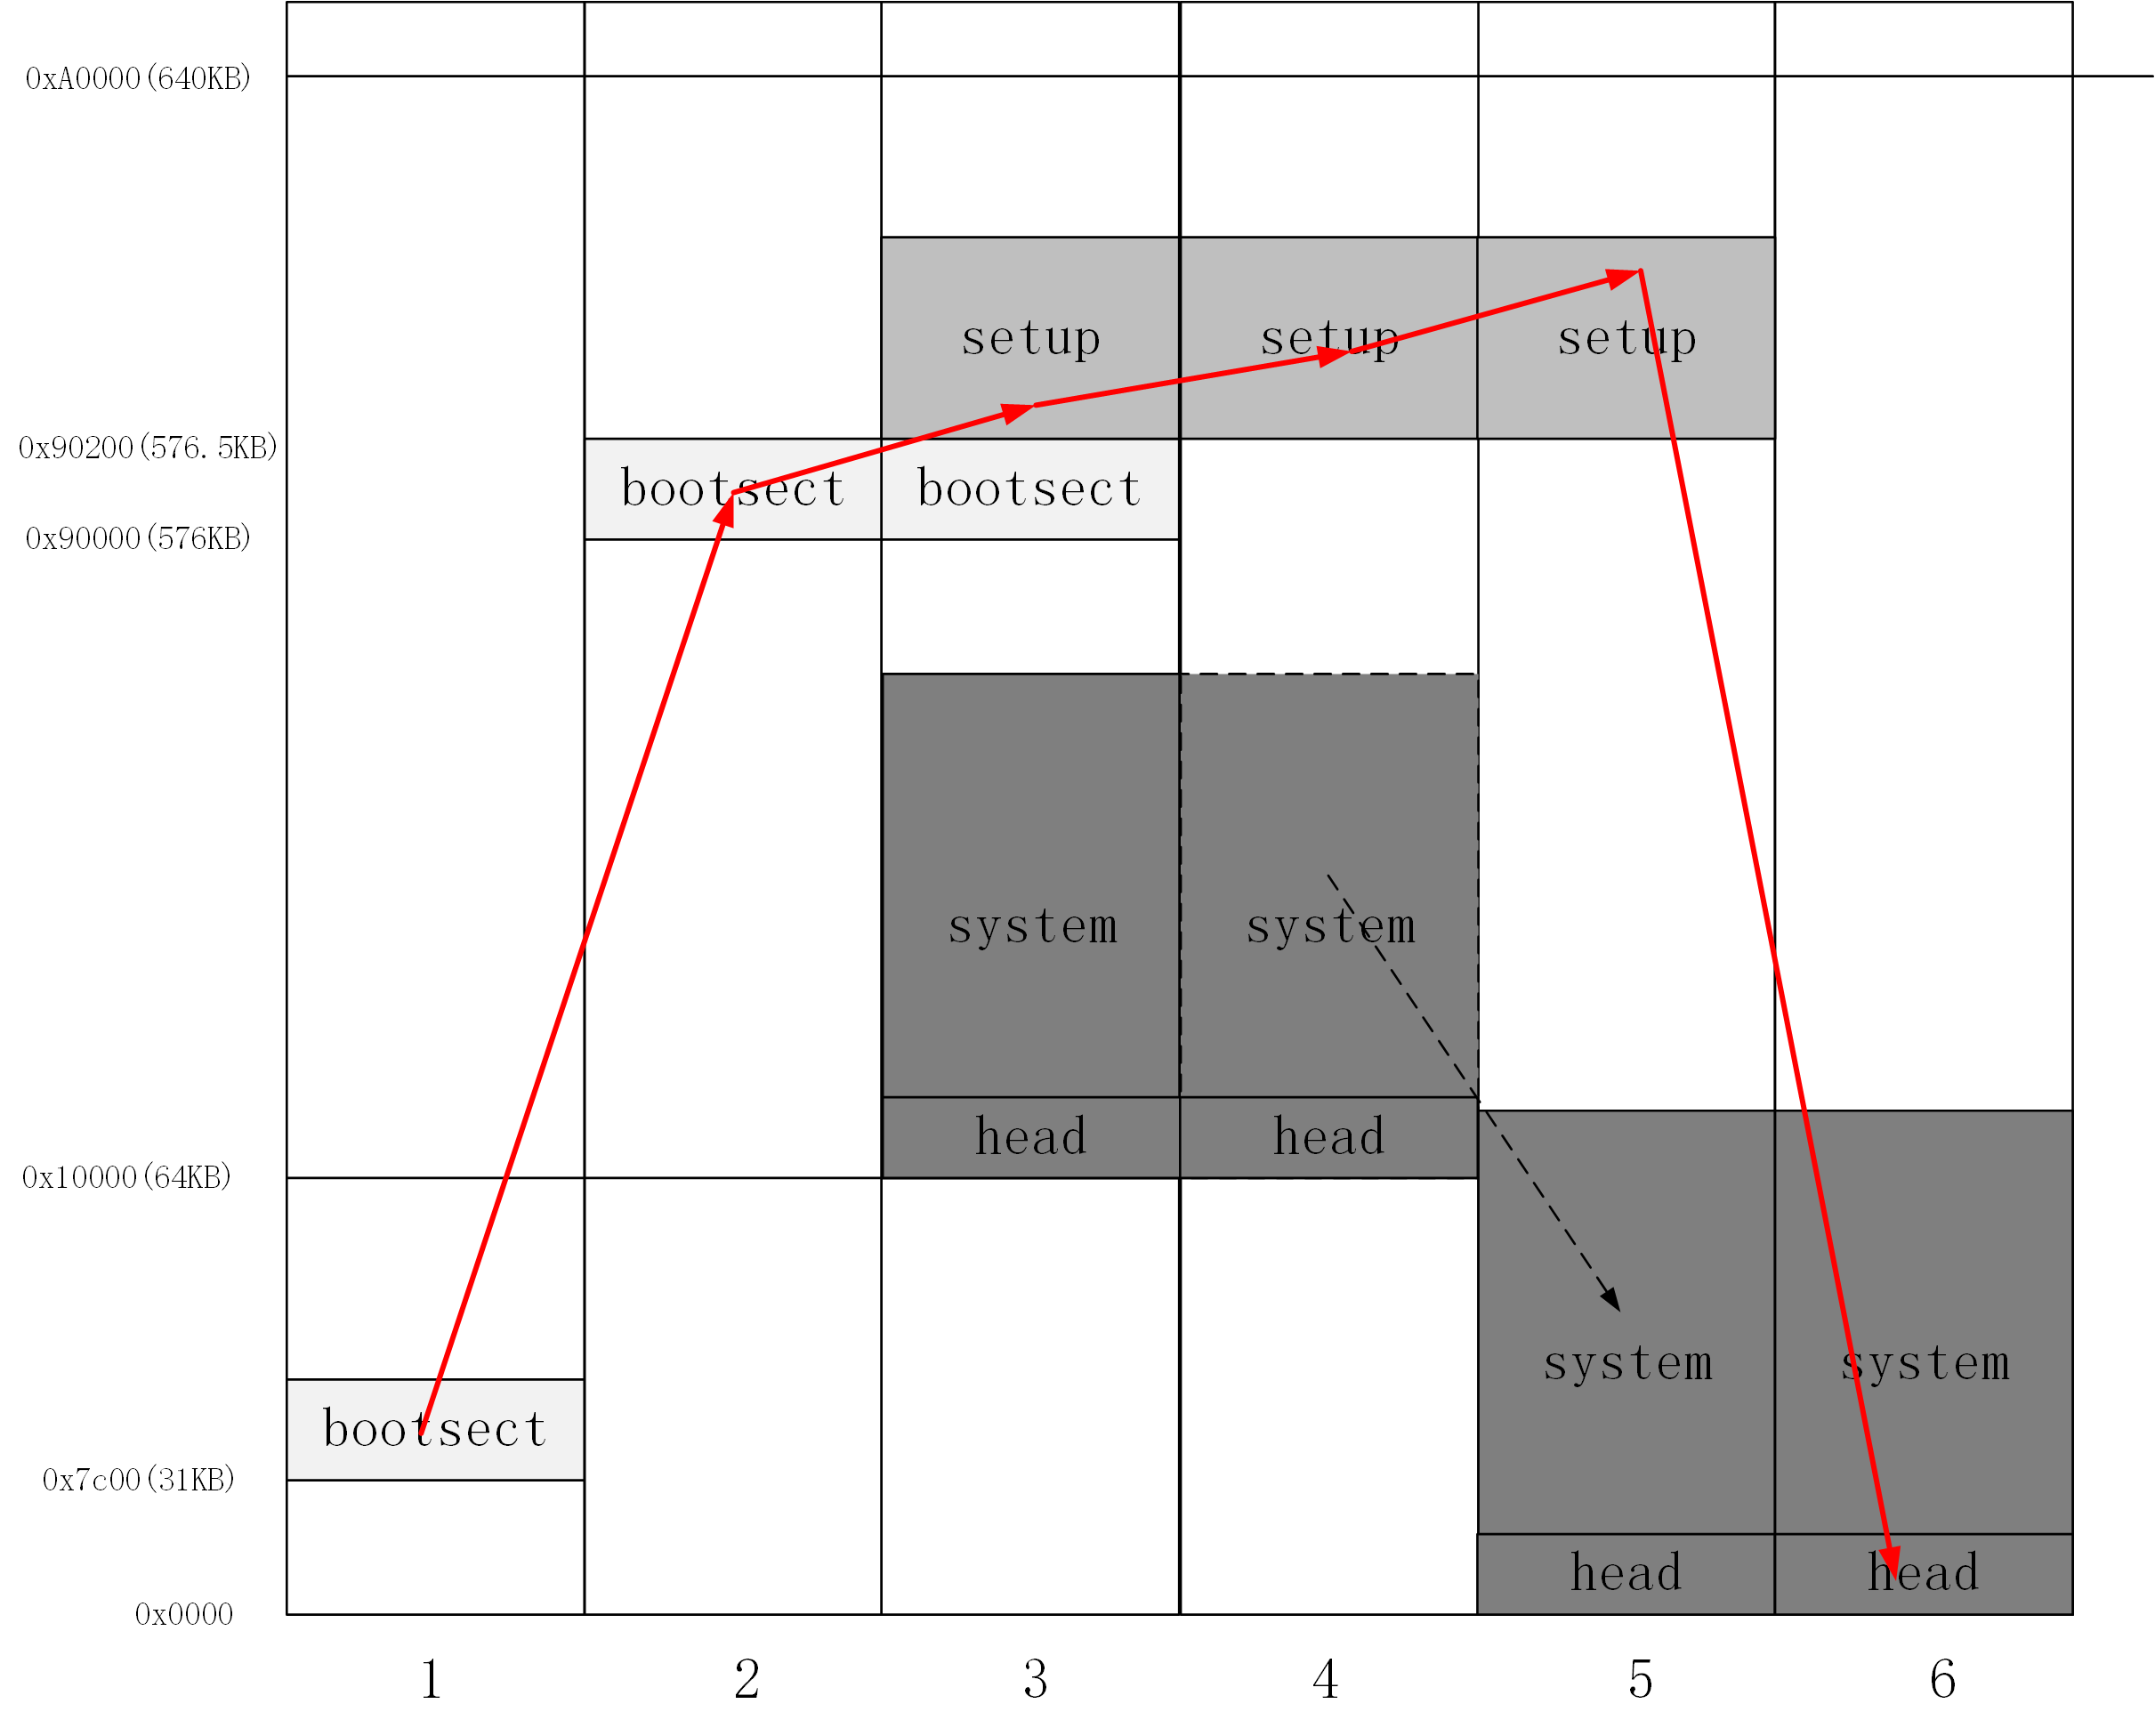 0xA0000(640KB)
setup setup setup
0x90200(576.5KB)
bootsect bootsect
0x90000(576KB)
system system
head head
0x10000(64KB)
system system
bootsect
0x7c00(31KB)
head head
0x0000
1 2 3 4 5 6